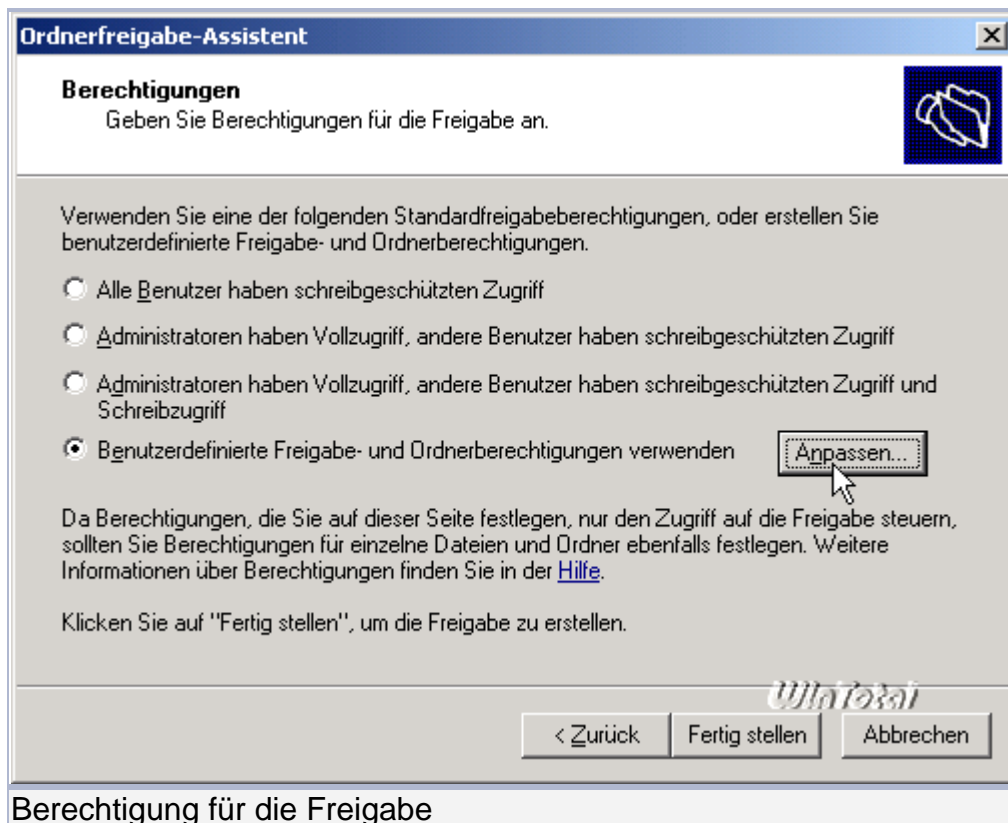 Ordnerfreigabe-Assistent
Berechtigungen
Geben Sie Berechtigungen für die Freigabe an.
Verwenden Sie eine der folgenden Standardfreigabeberechtigungen, oder erstellen Sie
benutzerdefinierte Freigabe- und Ordnerberechtigungen.
Alle Benutzer haben schreibgeschützten Zugriff
Administratoren haben Vollzugriff, andere Benutzer haben schreibgeschützten Zugriff
Administratoren haben Vollzugriff, andere Benutzer haben schreibgeschützten Zugriff und
Schreibzugriff
Benutzerdefinierte Freigabe- und Ordnerberechtigungen verwenden
Anpassen...
Da Berechtigungen, die Sie auf dieser Seite festlegen, nur den Zugriff auf die Freigabe steuern,
sollten Sie Berechtigungen für einzelne Dateien und Ordner ebenfalls festlegen. Weitere
Informationen über Berechtigungen finden Sie in der Hilfe.
Klicken Sie auf "Fertig stellen", um die Freigabe zu erstellen.
WinTotal
< Zurück
Fertig stellen
Abbrechen
Berechtigung für die Freigabe